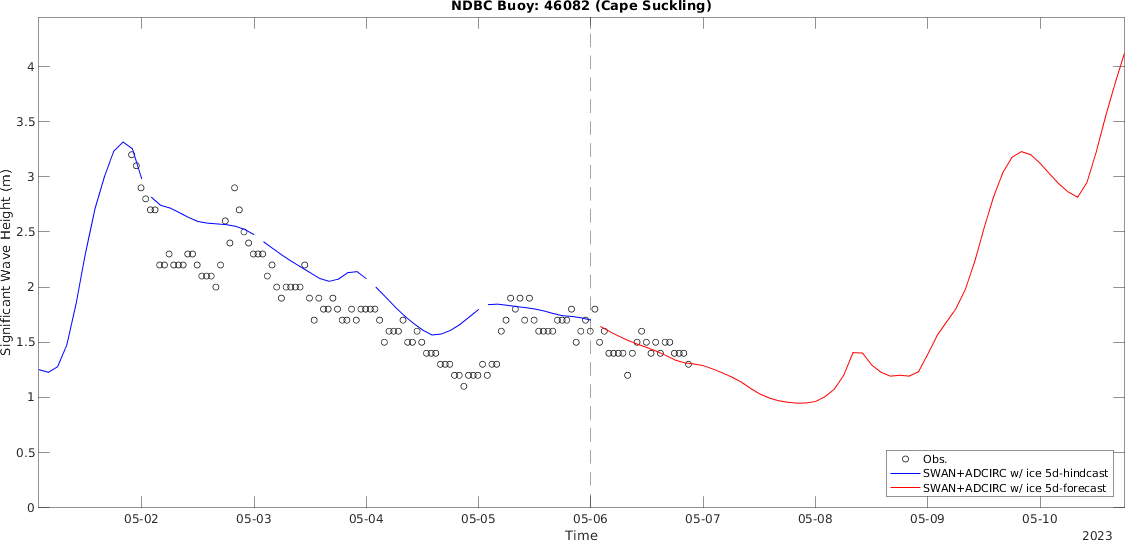 NDBC Buoy: 46082 (Cape Suckling)
Significant Wave Height (m)
4
3.5
3
2.5
2
1.5
1
0.5
0
05-02 05-03 05-04 05-05 05-06 05-07 05-08 05-09 05-10
Time
2023
Obs.
SWAN+ADCIRC w/ ice 5d-hindcast
SWAN+ADCIRC w/ ice 5d-forecast